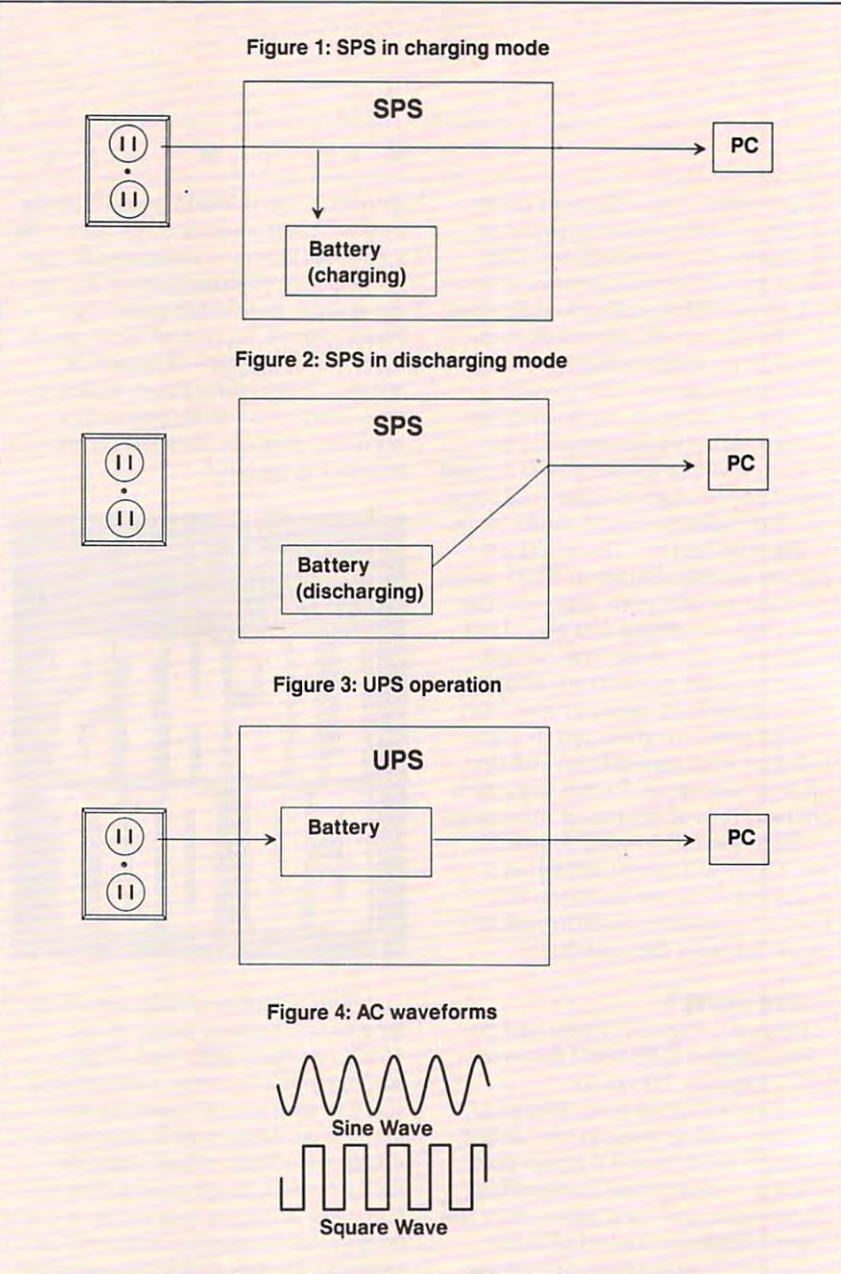 Figure 1: SPS in charging mode
SPS
PC
Battery
(charging)
Figure 2: SPS in discharging mode
SPS
PC
Battery
(discharging)
Figure 3: UPS operation
UPS
Battery
PC
Figure 4: AC waveforms
Sine Wave
Square Wave